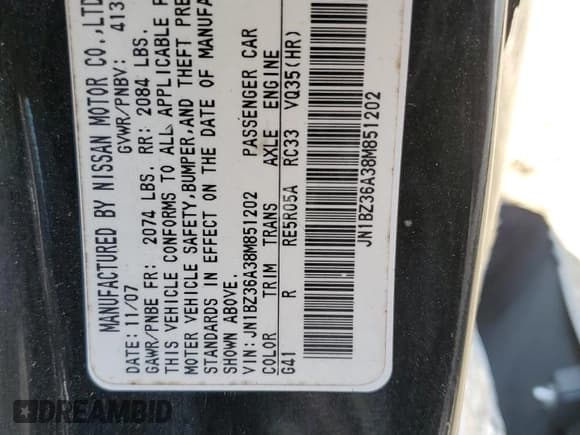 MANUFACTURED BY NISSAN MOTOR CO.,LTD
DATE: 11/07 GVWR/PNBV: 413
GAWR/PNBE FR: 2074 LBS. RR: 2084 LBS.
THIS VEHICLE CONFORMS TO ALL APPLICABLE F
MOTOR VEHICLE SAFETY, BUMPER, AND THEFT PRE
STANDARDS IN EFFECT ON THE DATE OF MANUFA
SHOWN ABOVE.
VIN: JN1BZ36A38M851202 PASSENGER CAR
COLOR TRIM TRANS AXLE ENGINE
G41 R RE5R05A RC33 VQ35(HR)
JN1BZ36A38M851202
DREAMBID